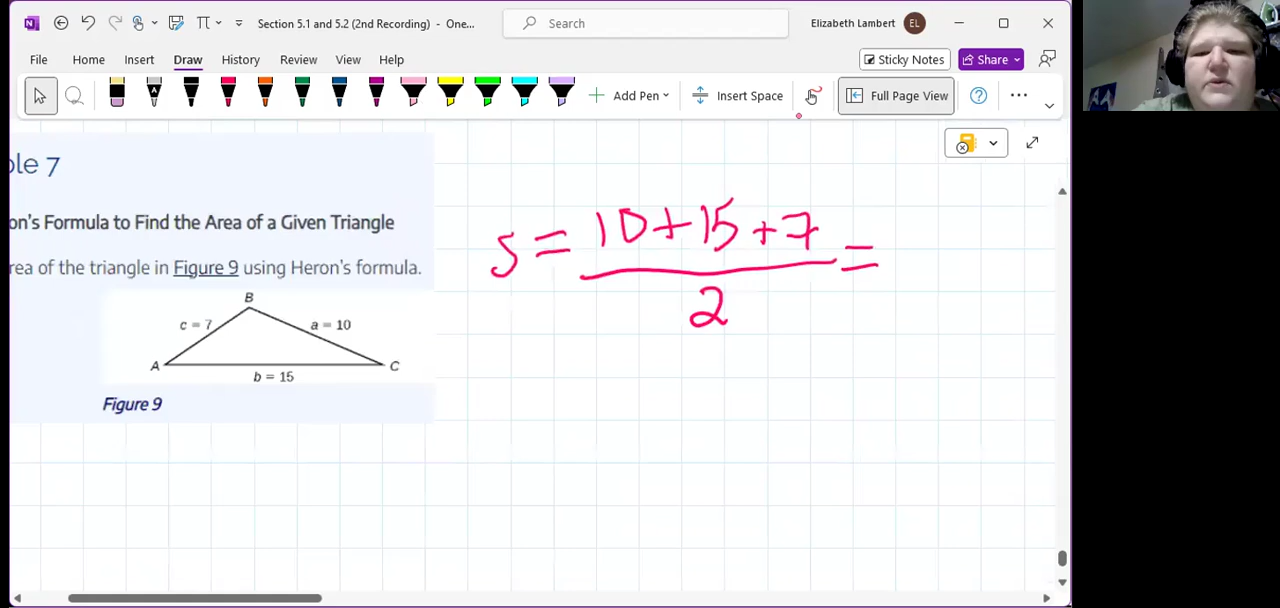 Section 5.1 and 5.2 (2nd Recording) - One...
Search
Elizabeth Lambert
EL
File Home Insert Draw History Review View Help
Sticky Notes
Share
Add Pen
Insert Space
Full Page View
ble 7
on's Formula to Find the Area of a Given Triangle
rea of the triangle in Figure 9 using Heron's formula.
B
c = 7
a = 10
A
C
b = 15
Figure 9
s = 10+15+7 =
2